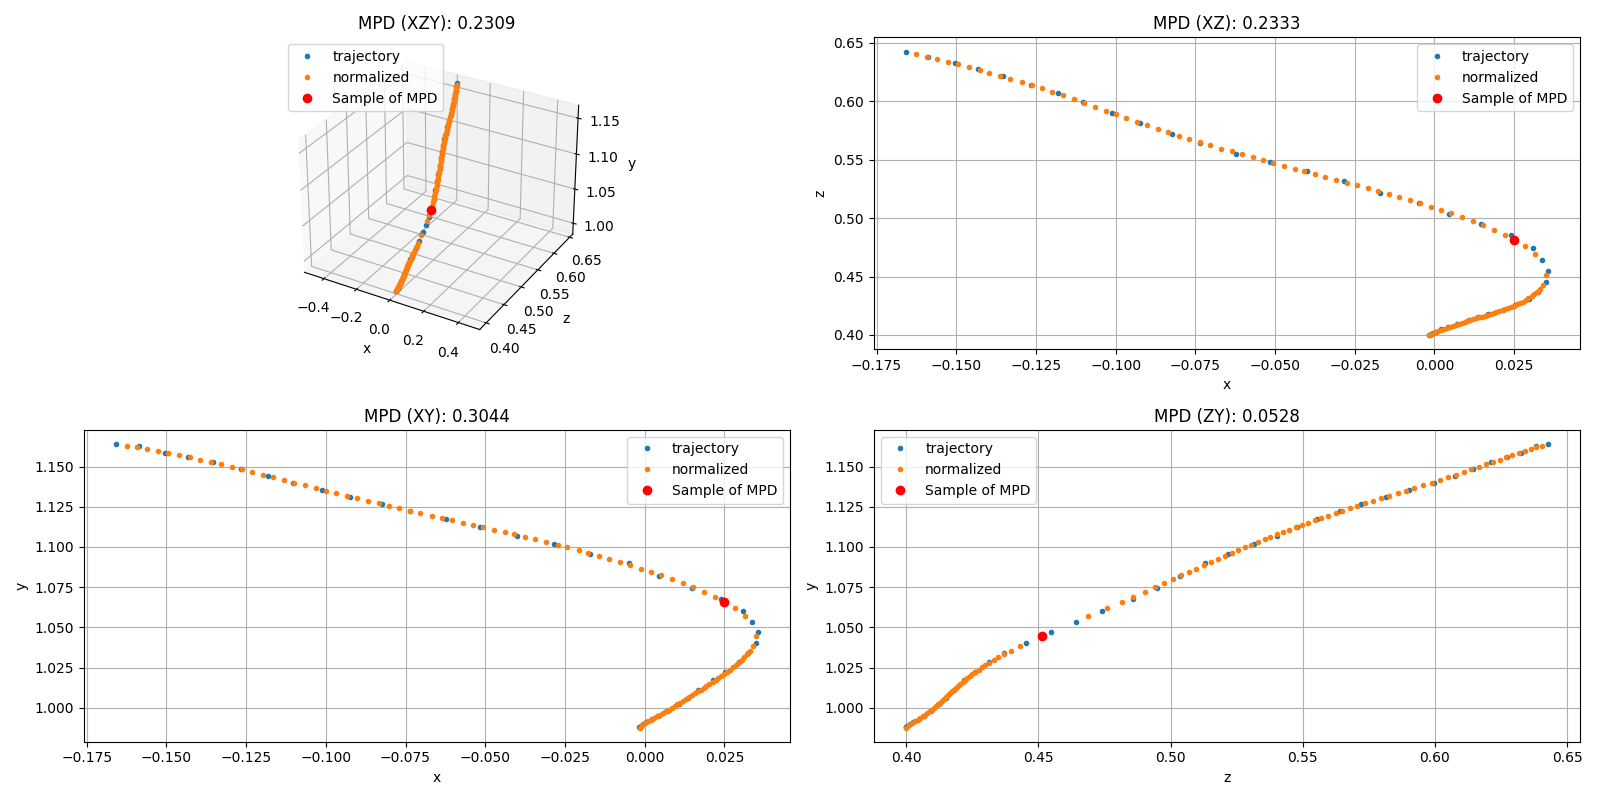 MPD (XZY): 0.2309
trajectory
normalized
Sample of MPD
1.15
1.10
1.05
1.00
y
0.65
0.60
0.55
0.50
0.45
0.40
z
−0.4
−0.2
0.0
0.2
0.4
x
MPD (XZ): 0.2333
trajectory
normalized
Sample of MPD
0.65
0.60
0.55
0.50
0.45
0.40
z
−0.175 −0.150 −0.125 −0.100 −0.075 −0.050 −0.025 0.000 0.025
x
MPD (XY): 0.3044
trajectory
normalized
Sample of MPD
1.150
1.125
1.100
1.075
1.050
1.025
1.000
y
−0.175 −0.150 −0.125 −0.100 −0.075 −0.050 −0.025 0.000 0.025
x
MPD (ZY): 0.0528
trajectory
normalized
Sample of MPD
1.150
1.125
1.100
1.075
1.050
1.025
1.000
y
0.40 0.45 0.50 0.55 0.60 0.65
z